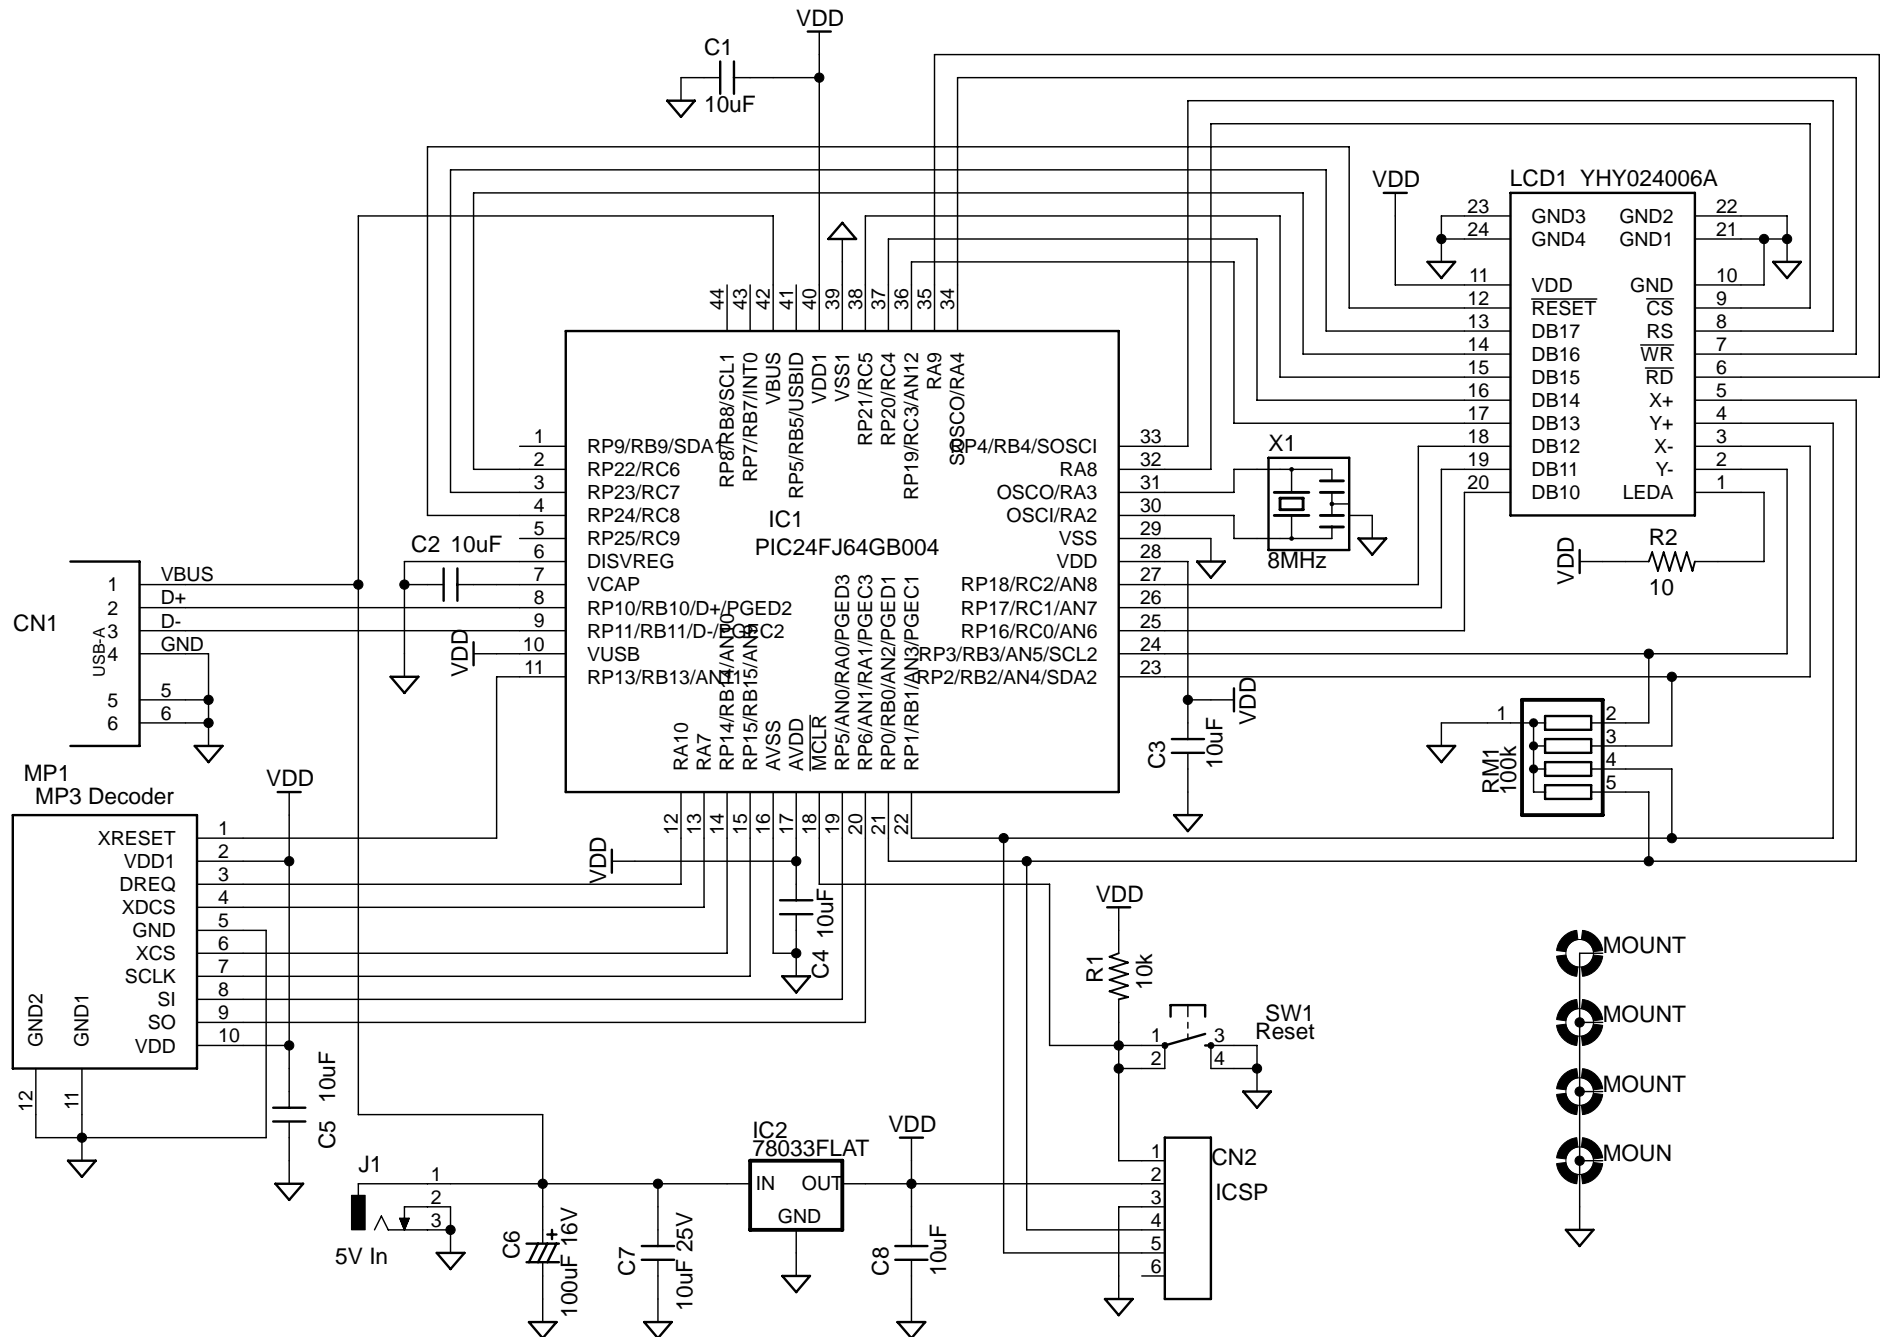 VDD
C1
10uF
VDD
LCD1 YHY024006A
23 GND3 GND2 22
24 GND4 GND1 21
11 VDD GND 10
12 RESET CS 9
13 DB17 RS 8
14 DB16 WR 7
15 DB15 RD 6
16 DB14 X+ 5
17 DB13 Y+ 4
18 DB12 X- 3
19 DB11 Y- 2
20 DB10 LEDA 1
R2
10
VDD
44 43 42 41 40 39 38 37 36 35 34
RP8/RB8/SCL1
RP7/RB7/INT0
VBUS
RP5/RB5/USBID
VDD1
VSS1
RP21/RC5
RP20/RC4
RP19/RC3/AN12
RA9
SOSCO/RA4
1 RP9/RB9/SDA1
2 RP22/RC6
3 RP23/RC7
4 RP24/RC8
5 RP25/RC9
6 DISVREG
7 VCAP
8 RP10/RB10/D+/PGED2
9 RP11/RB11/D-/PGEC2
10 VUSB
11 RP13/RB13/AN11
IC1
PIC24FJ64GB004
RP4/RB4/SOSCI 33
RA8 32
OSCO/RA3 31
OSCI/RA2 30
VSS 29
VDD 28
RP18/RC2/AN8 27
RP17/RC1/AN7 26
RP16/RC0/AN6 25
RP3/RB3/AN5/SCL2 24
RP2/RB2/AN4/SDA2 23
RA10
RA7
RP14/RB14/AN10
RP15/RB15/AN9
AVSS
AVDD
MCLR
RP5/AN0/RA0/PGED3
RP6/AN1/RA1/PGEC3
RP0/RB0/AN2/PGED1
RP1/RB1/AN3/PGEC1
12 13 14 15 16 17 18 19 20 21 22
X1
8MHz
C2 10uF
VDD
CN1
USB-A
1 VBUS
2 D+
3 D-
4 GND
5 5
6 6
VDD
C3
10uF
RM1
100k
1
2
3
4
5
MP1
MP3 Decoder
VDD
XRESET 1
VDD1 2
DREQ 3
XDCS 4
GND 5
XCS 6
SCLK 7
SI 8
SO 9
VDD 10
GND2
GND1
12
11
C5 10uF
VDD
C4 10uF
VDD
R1
10k
SW1
Reset
1
2
3
4
MOUNT
MOUNT
MOUNT
MOUN
J1
5V In
1
2
3
C6
+
100uF 16V
C7
10uF 25V
IC2
78033FLAT
IN OUT
GND
VDD
C8
10uF
CN2
ICSP
1
2
3
4
5
6